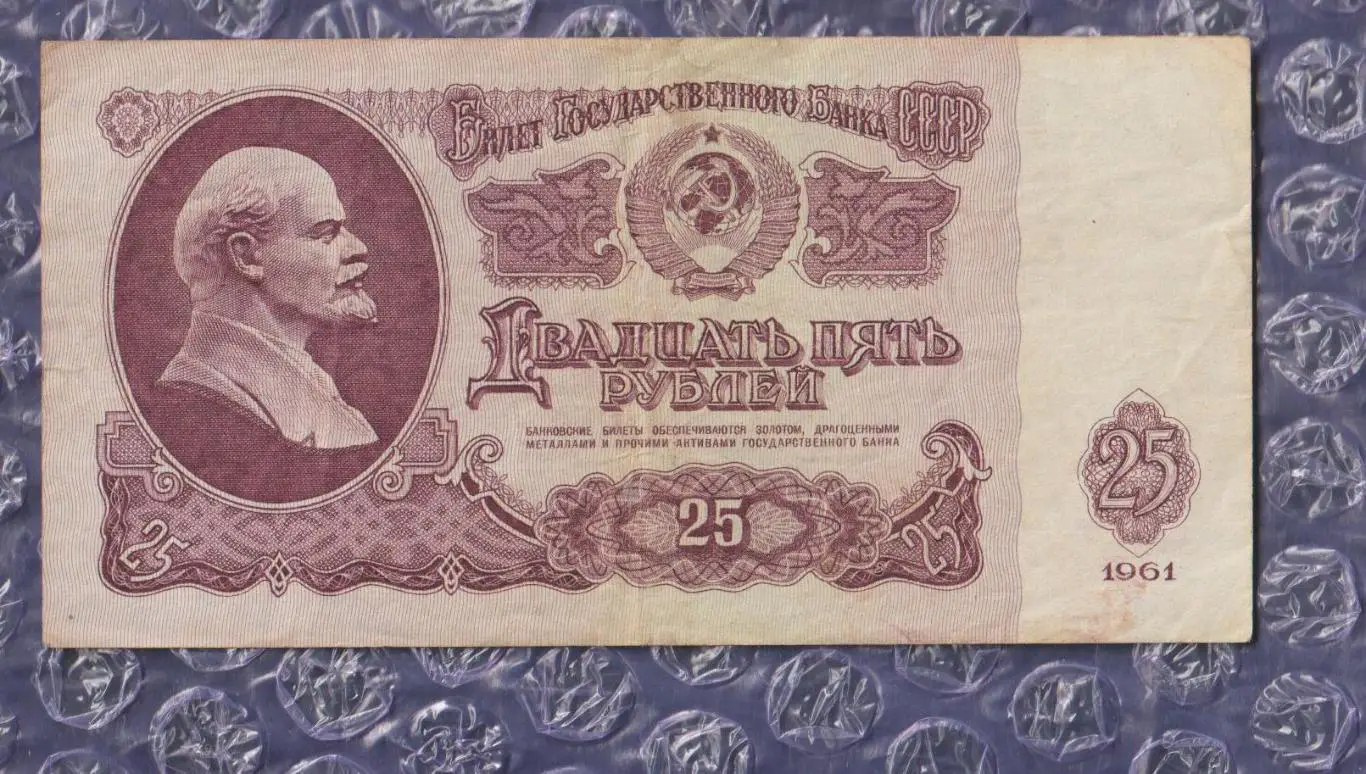 Билет Государственного Банка СССР
Двадцать пять
рублей
БАНКОВСКИЕ БИЛЕТЫ ОБЕСПЕЧИВАЮТСЯ ЗОЛОТОМ, ДРАГОЦЕННЫМИ
МЕТАЛЛАМИ И ПРОЧИМИ АКТИВАМИ ГОСУДАРСТВЕННОГО БАНКА
25
25
25
25
1961